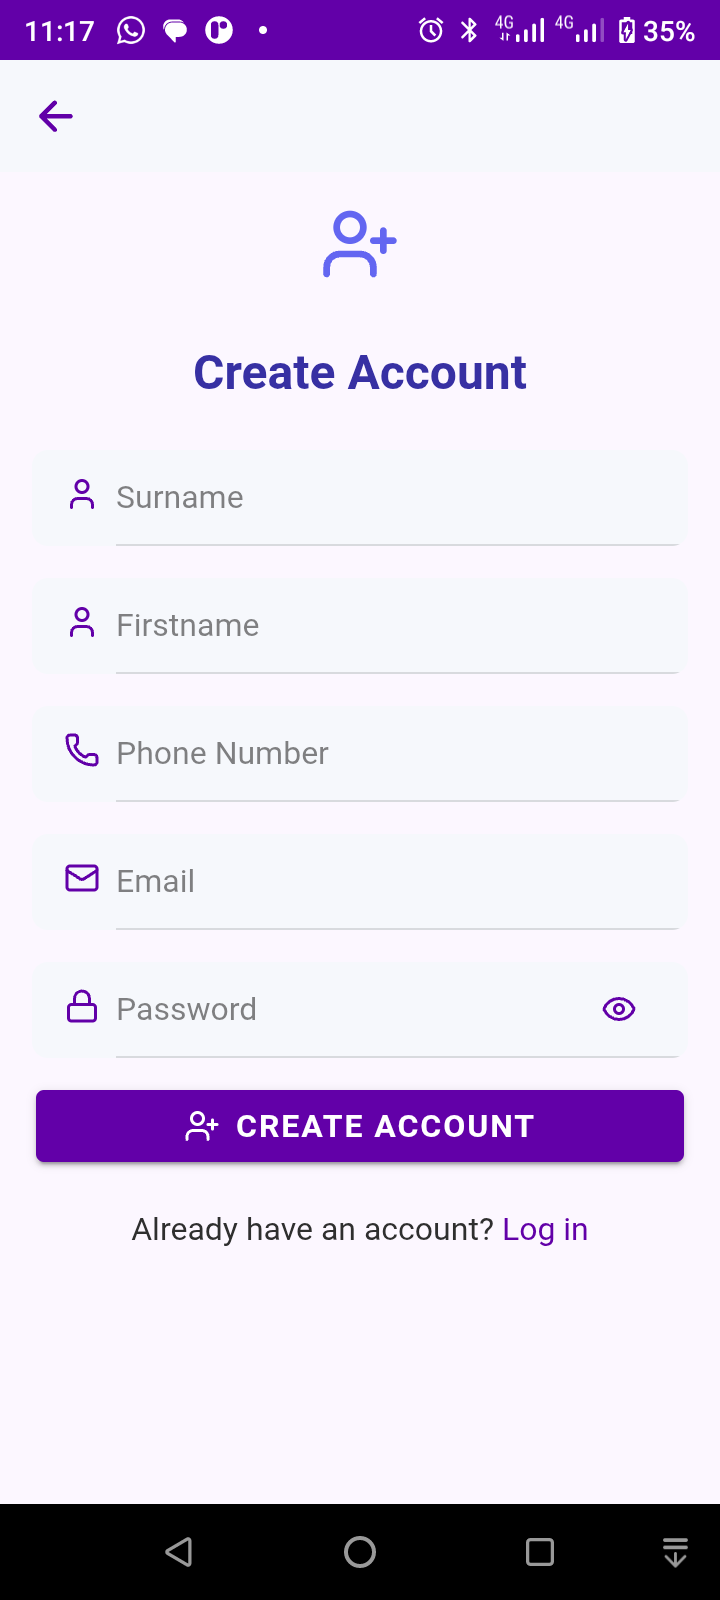 11:17 4G 4G 35%
Create Account
Surname
Firstname
Phone Number
Email
Password
CREATE ACCOUNT
Already have an account? Log in